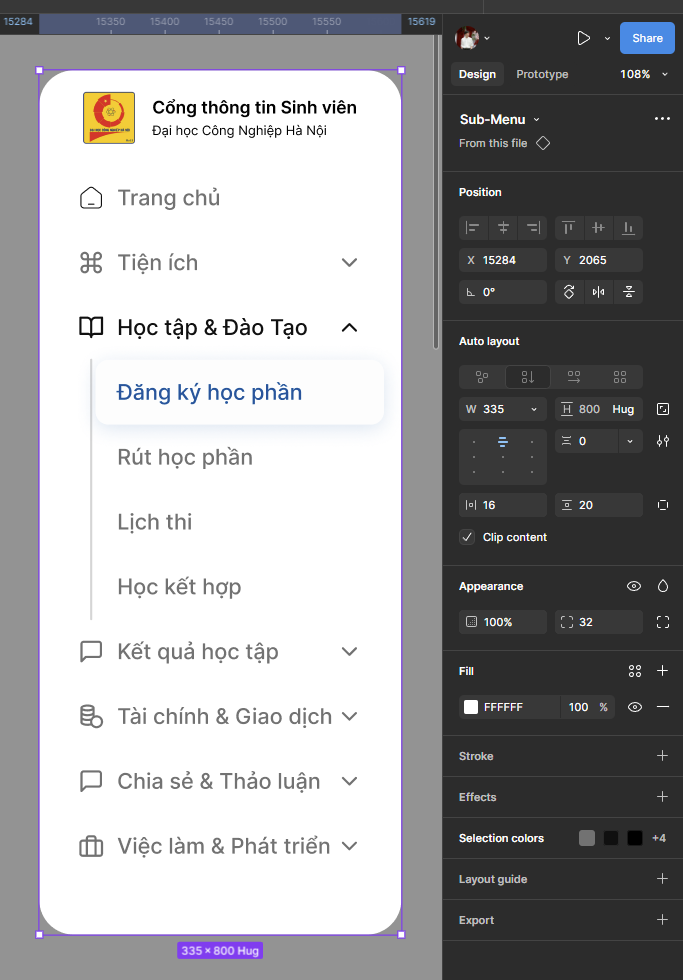 15284
15350
15400
15450
15500
15550
15619
Share
Design
Prototype
108%
Cổng thông tin Sinh viên
Đại học Công Nghiệp Hà Nội
Sub-Menu
From this file
Position
Trang chủ
X 15284
Y 2065
Tiện ích
0°
Học tập & Đào Tạo
Auto layout
Đăng ký học phần
W 335
H 800 Hug
0
Rút học phần
16
20
Lịch thi
Clip content
Học kết hợp
Appearance
100%
32
Kết quả học tập
Fill
FFFFFF
100 %
Tài chính & Giao dịch
Stroke
Chia sẻ & Thảo luận
Effects
Việc làm & Phát triển
Selection colors
+4
Layout guide
Export
335 × 800 Hug